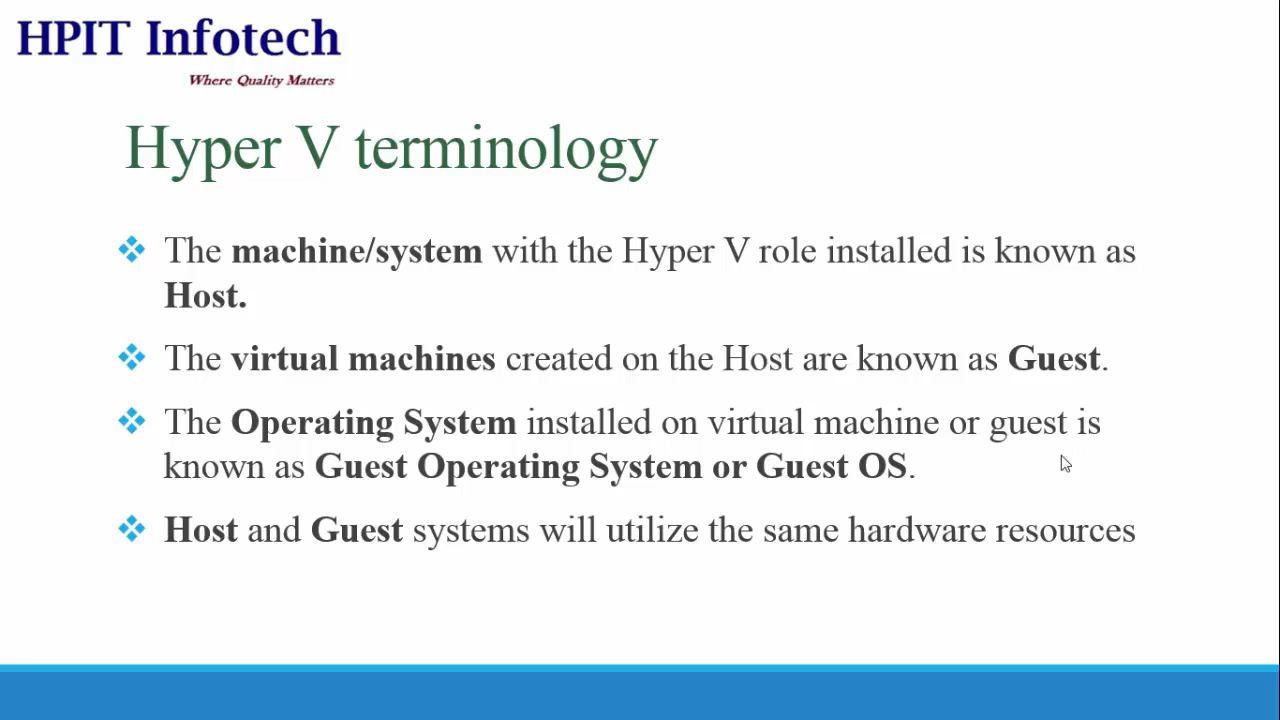 HPIT Infotech
Where Quality Matters
Hyper V terminology
The machine/system with the Hyper V role installed is known as
Host.
The virtual machines created on the Host are known as Guest.
The Operating System installed on virtual machine or guest is
known as Guest Operating System or Guest OS.
Host and Guest systems will utilize the same hardware resources